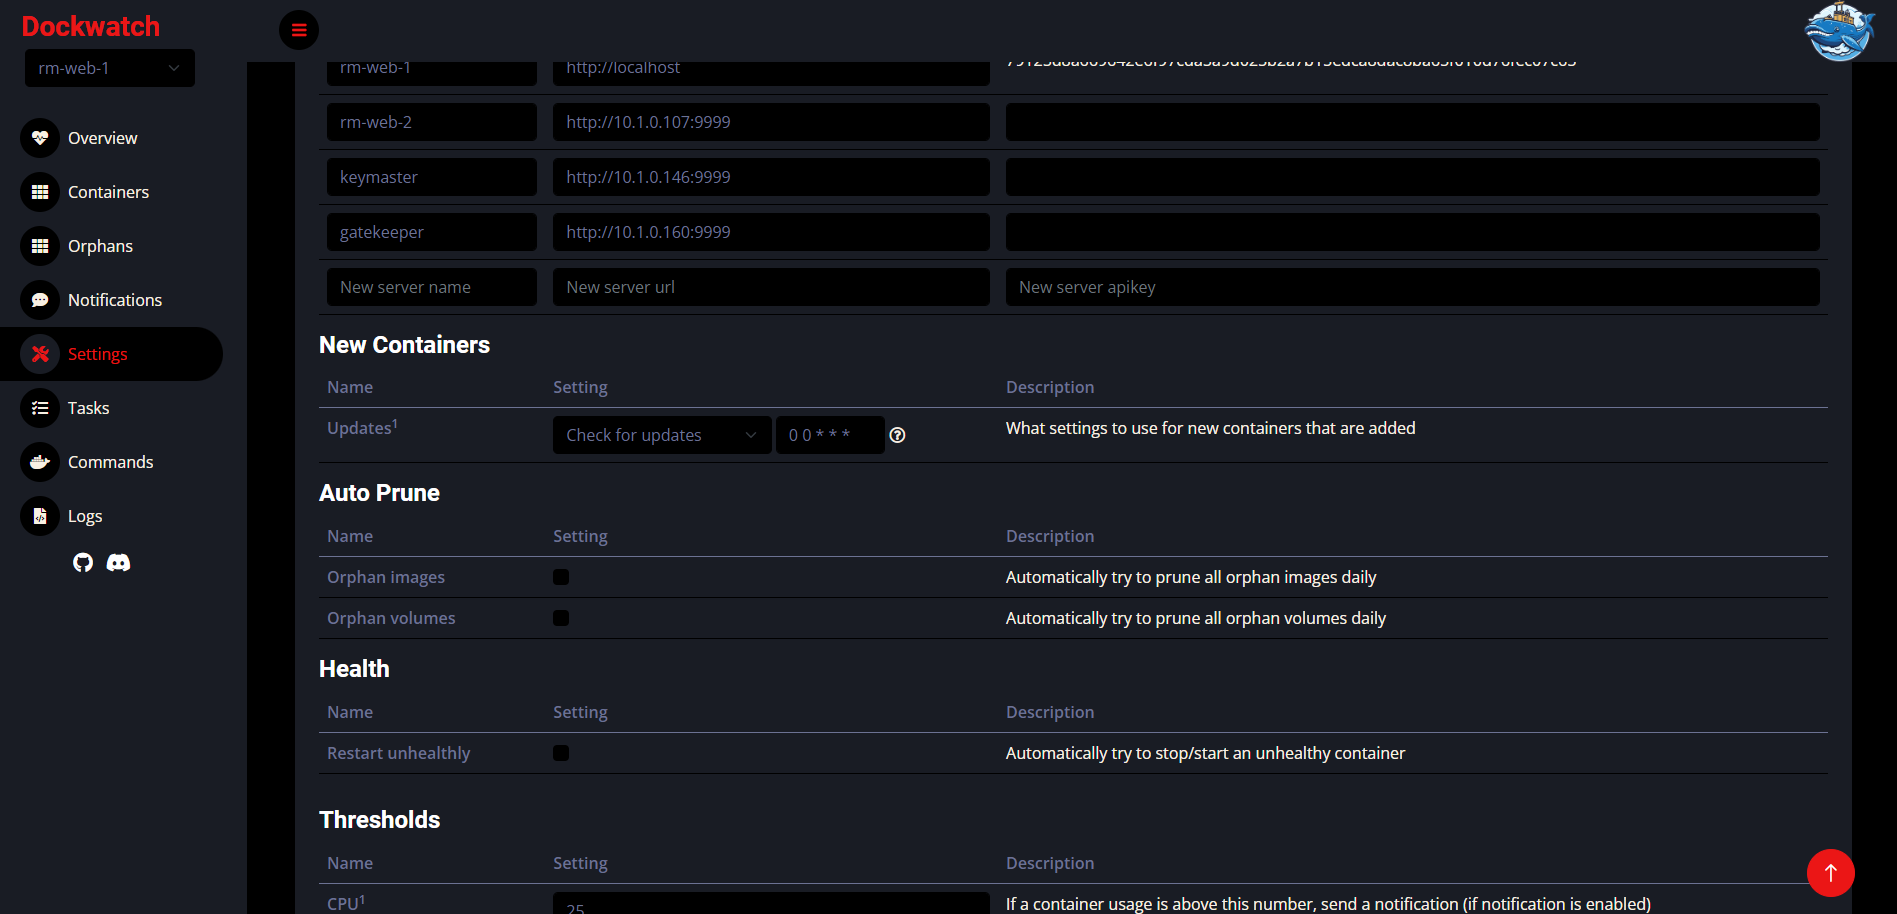 Dockwatch
rm-web-1
Overview
Containers
Orphans
Notifications
Settings
Tasks
Commands
Logs
rm-web-1 http://localhost
rm-web-2 http://10.1.0.107:9999
keymaster http://10.1.0.146:9999
gatekeeper http://10.1.0.160:9999
New server name New server url New server apikey
New Containers
Name Setting Description
Updates1 Check for updates 0 0 * * * What settings to use for new containers that are added
Auto Prune
Name Setting Description
Orphan images Automatically try to prune all orphan images daily
Orphan volumes Automatically try to prune all orphan volumes daily
Health
Name Setting Description
Restart unhealthly Automatically try to stop/start an unhealthy container
Thresholds
Name Setting Description
CPU1 25 If a container usage is above this number, send a notification (if notification is enabled)